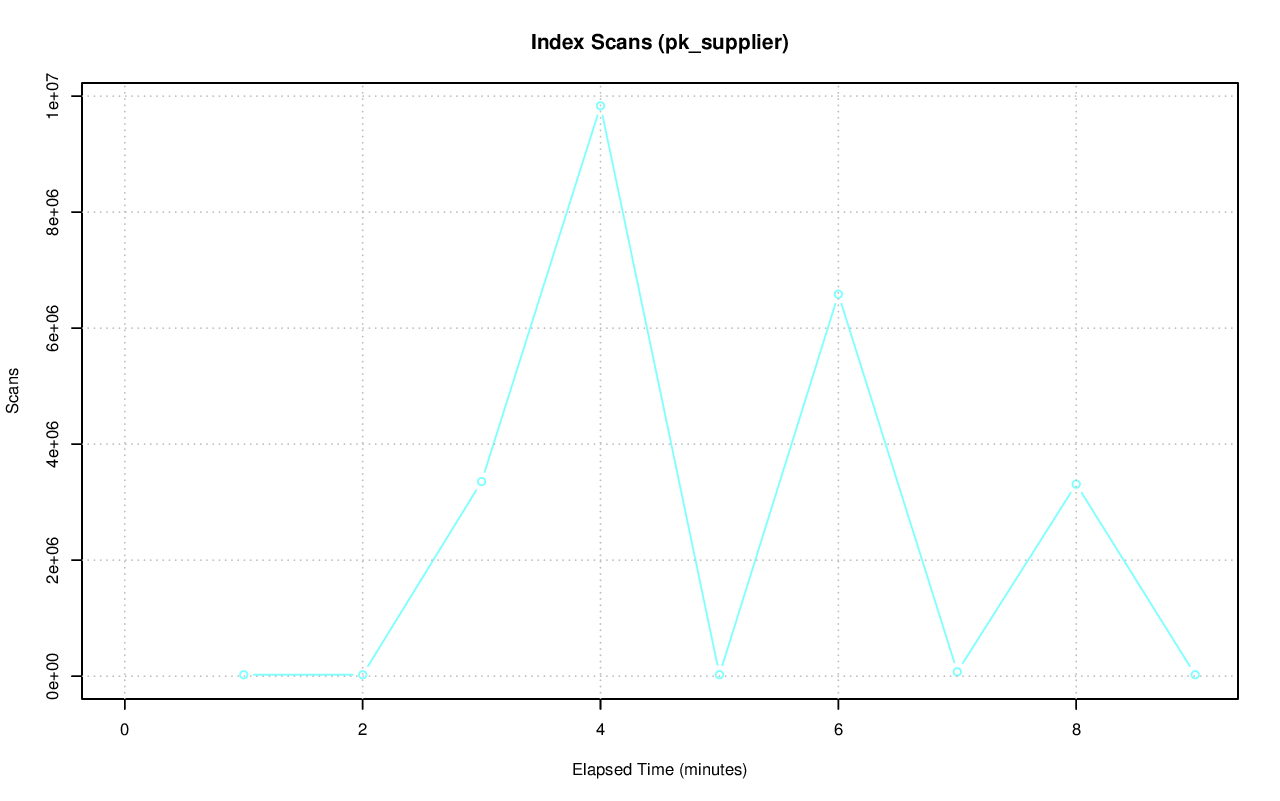 Index Scans (pk_supplier)
1e+07
8e+06
6e+06
4e+06
2e+06
0e+00
Scans
0 2 4 6 8
Elapsed Time (minutes)